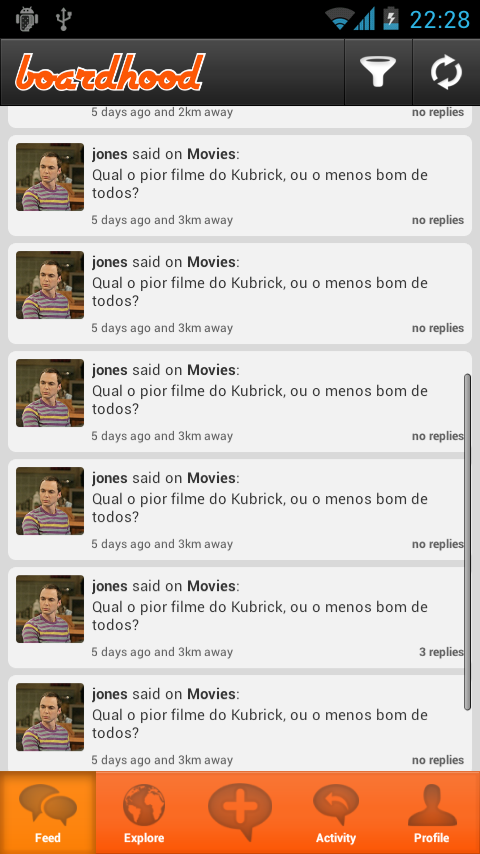 22:28
boardhood
5 days ago and 2km away no replies
jones said on Movies:
Qual o pior filme do Kubrick, ou o menos bom de
todos?
5 days ago and 3km away no replies
jones said on Movies:
Qual o pior filme do Kubrick, ou o menos bom de
todos?
5 days ago and 3km away no replies
jones said on Movies:
Qual o pior filme do Kubrick, ou o menos bom de
todos?
5 days ago and 3km away no replies
jones said on Movies:
Qual o pior filme do Kubrick, ou o menos bom de
todos?
5 days ago and 3km away no replies
jones said on Movies:
Qual o pior filme do Kubrick, ou o menos bom de
todos?
5 days ago and 3km away 3 replies
jones said on Movies:
Qual o pior filme do Kubrick, ou o menos bom de
todos?
5 days ago and 3km away no replies
Feed Explore Activity Profile